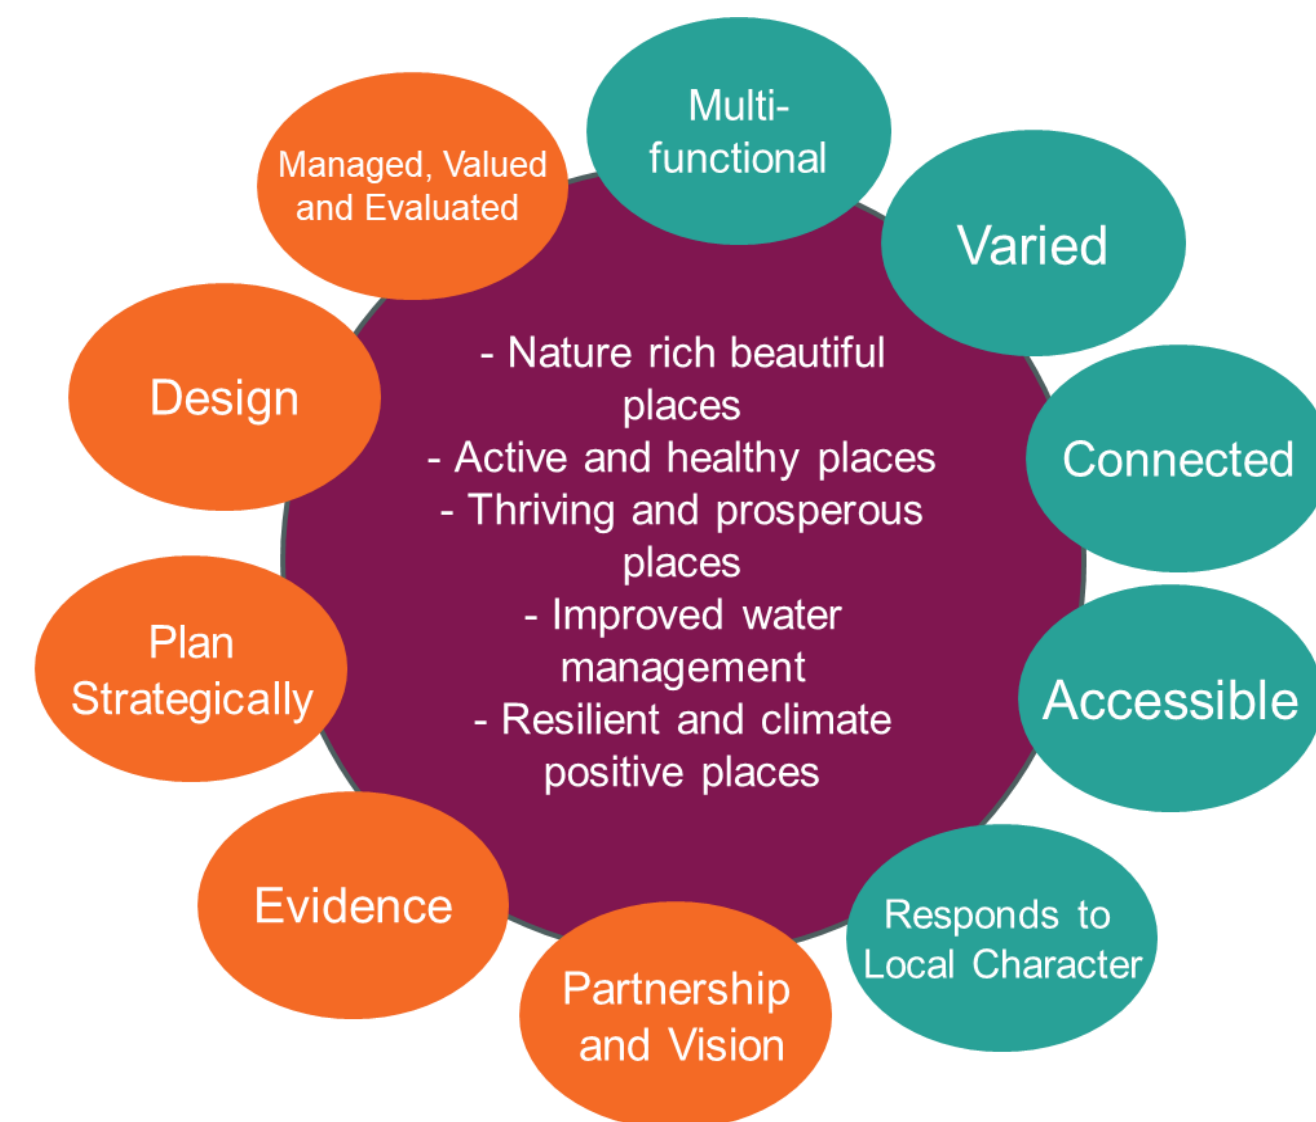 Multi-
functional
Varied
Connected
Accessible
Responds to
Local Character
Partnership
and Vision
Evidence
Plan
Strategically
Design
Managed, Valued
and Evaluated
- Nature rich beautiful
places
- Active and healthy places
- Thriving and prosperous
places
- Improved water
management
- Resilient and climate
positive places